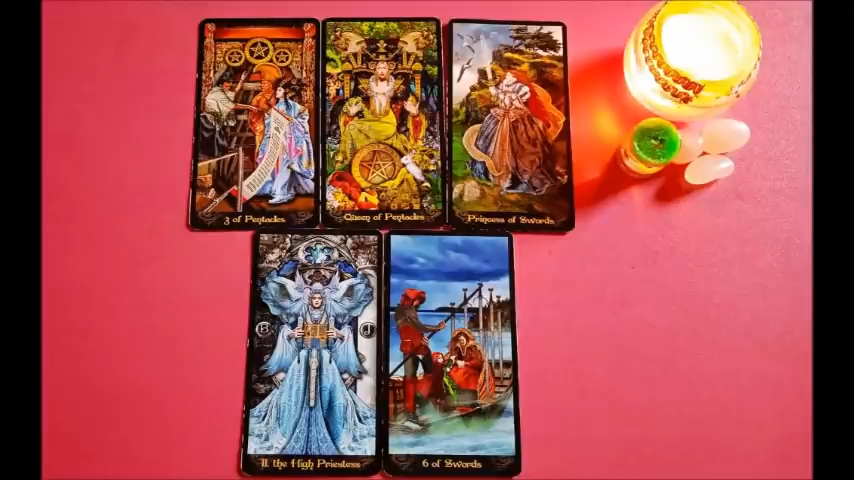 3 of Pentacles
Queen of Pentacles
Princess of Swords
B
J
II. the High Priestess
6 of Swords